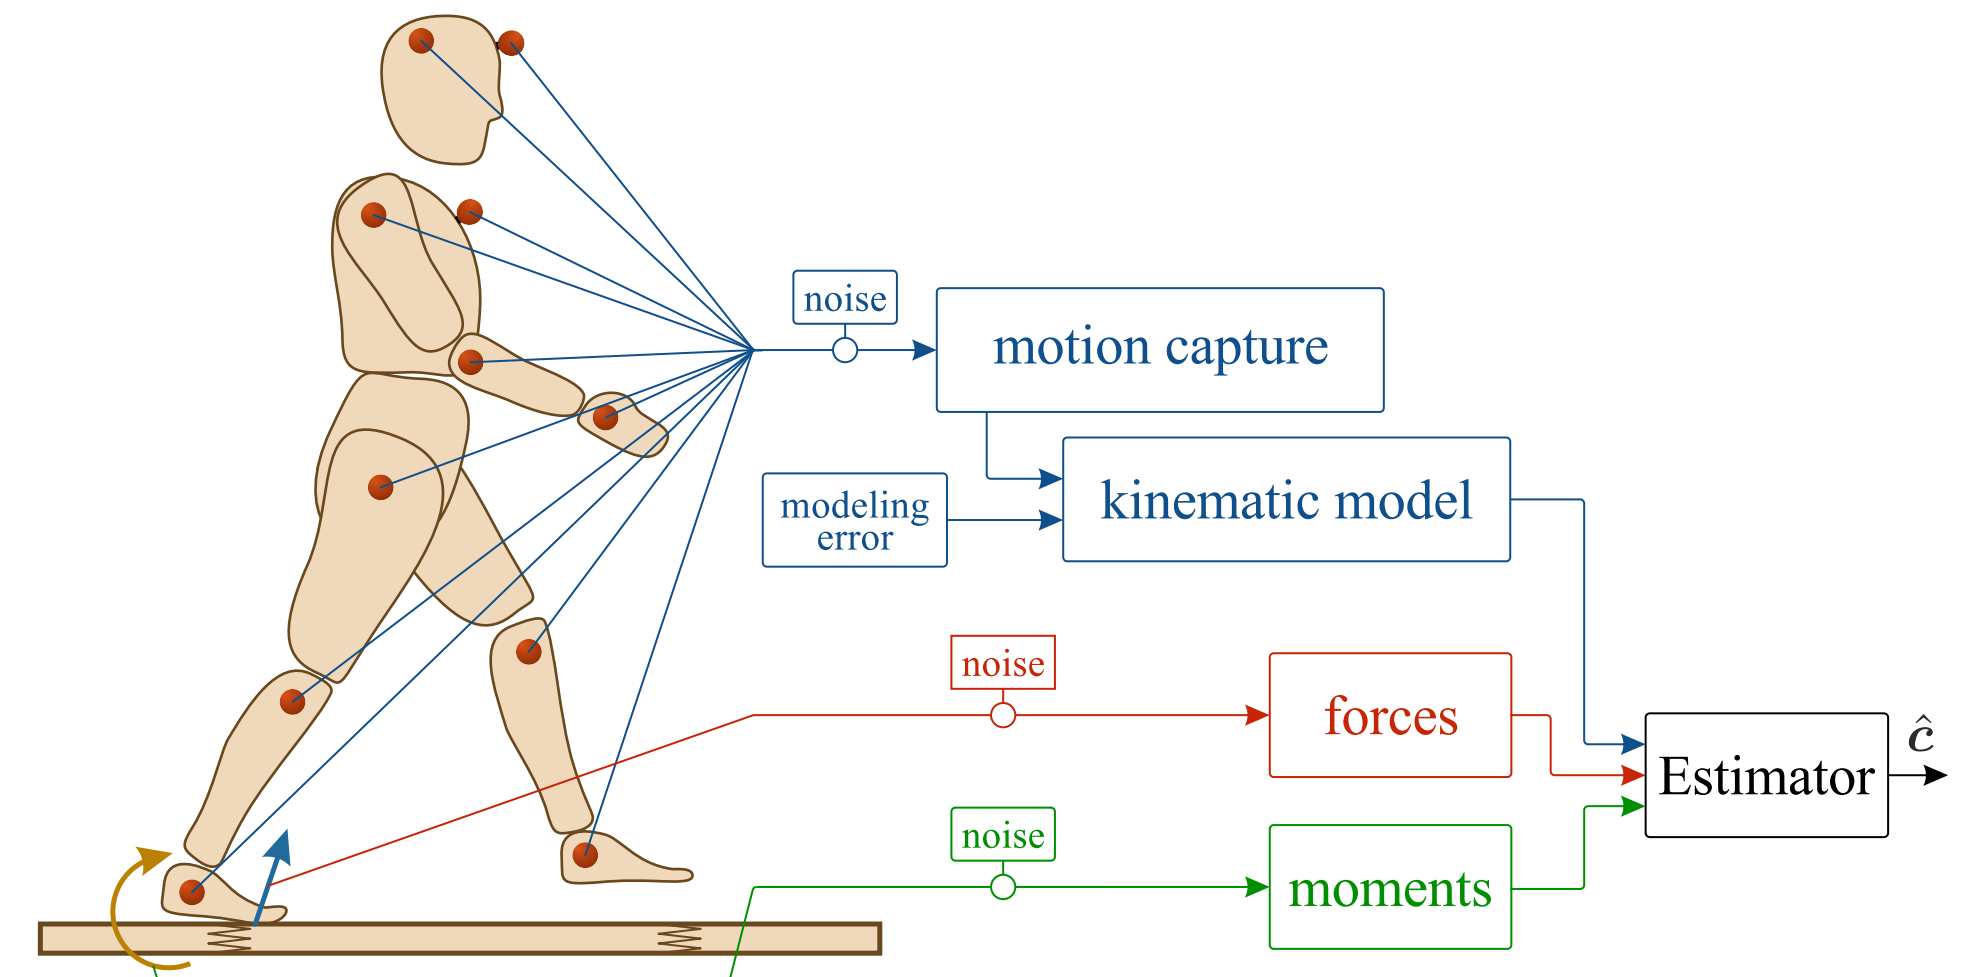 noise
motion capture
modeling
error
kinematic model
noise
forces
ĉ
Estimator
noise
moments